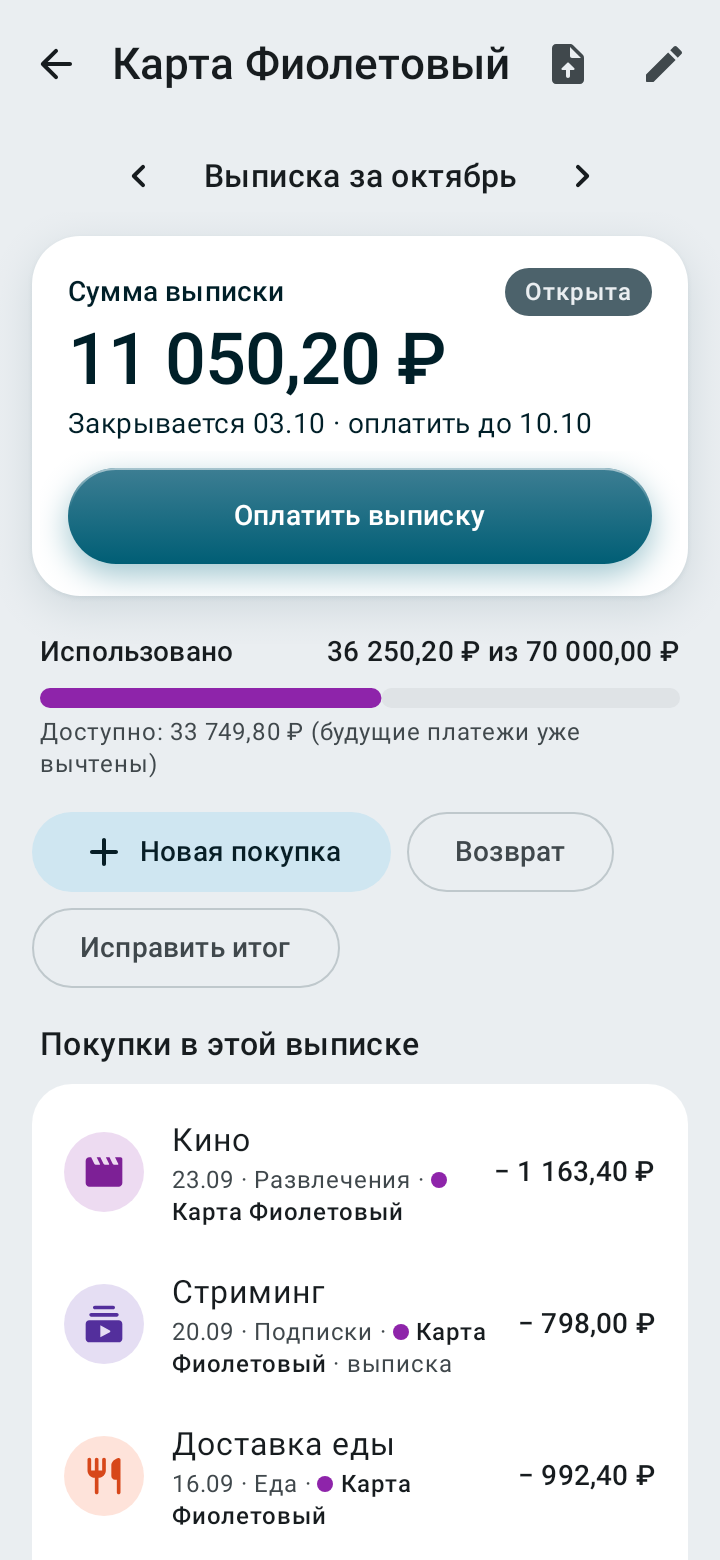 Карта Фиолетовый
Выписка за октябрь
Сумма выписки
Открыта
11 050,20 ₽
Закрывается 03.10 · оплатить до 10.10
Оплатить выписку
Использовано
36 250,20 ₽ из 70 000,00 ₽
Доступно: 33 749,80 ₽ (будущие платежи уже
вычтены)
Новая покупка
Возврат
Исправить итог
Покупки в этой выписке
Кино
23.09 · Развлечения ·
Карта Фиолетовый
− 1 163,40 ₽
Стриминг
20.09 · Подписки · Карта
Фиолетовый · выписка
− 798,00 ₽
Доставка еды
16.09 · Еда · Карта
Фиолетовый
− 992,40 ₽